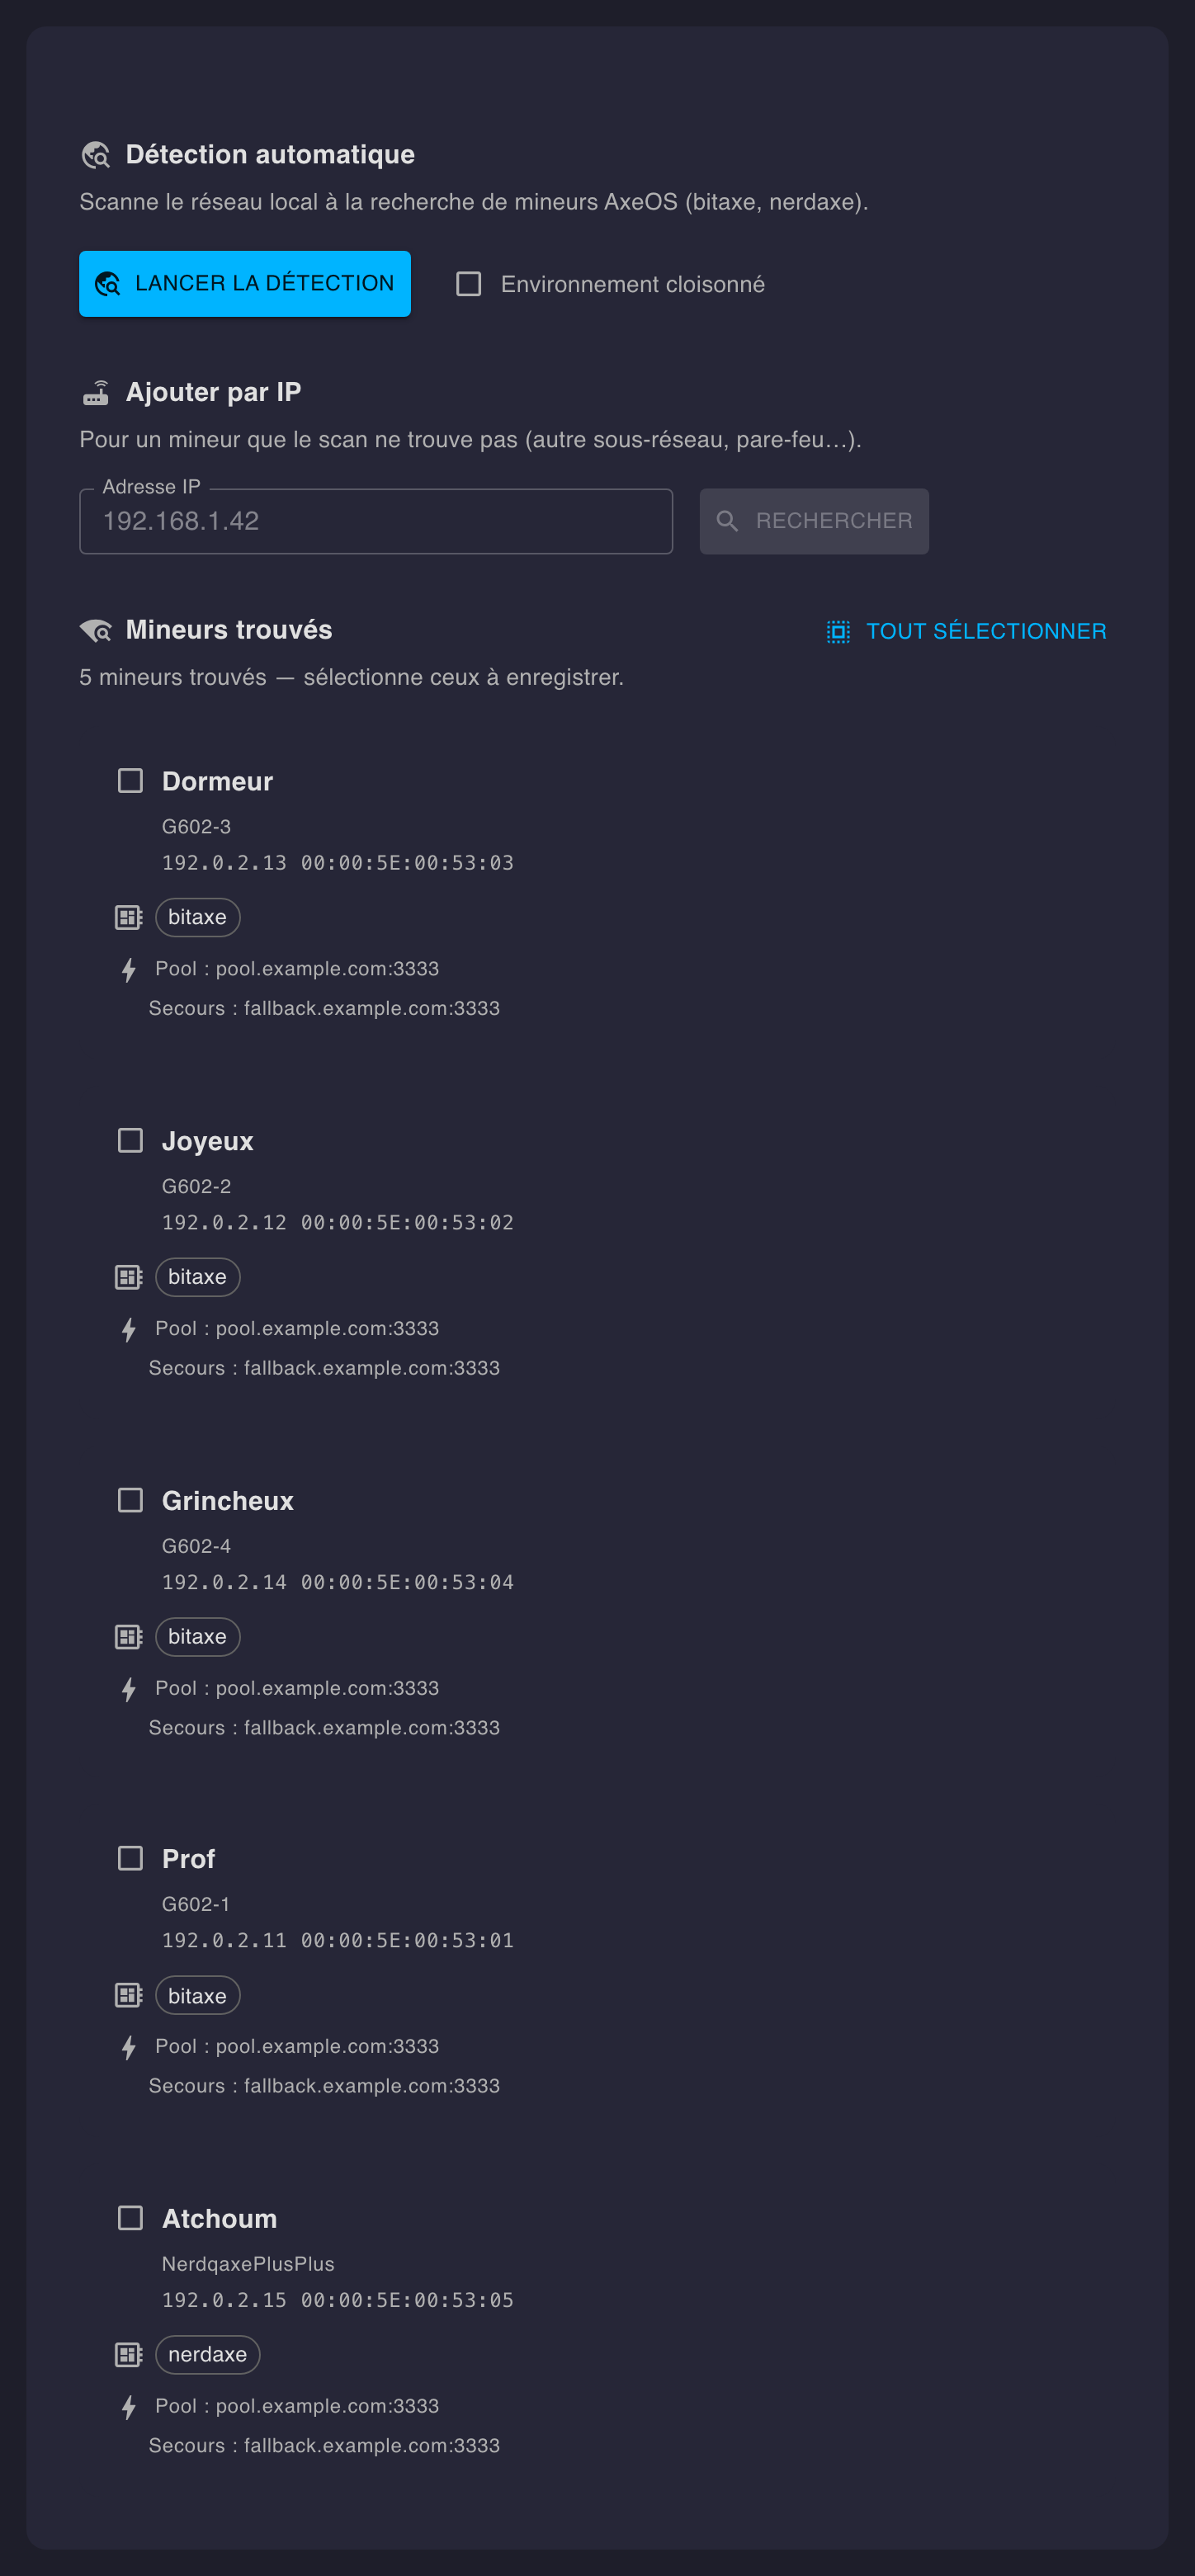 Détection automatique
Scanne le réseau local à la recherche de mineurs AxeOS (bitaxe, nerdaxe).
LANCER LA DÉTECTION
Environnement cloisonné
Ajouter par IP
Pour un mineur que le scan ne trouve pas (autre sous-réseau, pare-feu…).
Adresse IP
192.168.1.42
RECHERCHER
Mineurs trouvés
TOUT SÉLECTIONNER
5 mineurs trouvés — sélectionne ceux à enregistrer.
Dormeur
G602-3
192.0.2.13 00:00:5E:00:53:03
bitaxe
Pool : pool.example.com:3333
Secours : fallback.example.com:3333
Joyeux
G602-2
192.0.2.12 00:00:5E:00:53:02
bitaxe
Pool : pool.example.com:3333
Secours : fallback.example.com:3333
Grincheux
G602-4
192.0.2.14 00:00:5E:00:53:04
bitaxe
Pool : pool.example.com:3333
Secours : fallback.example.com:3333
Prof
G602-1
192.0.2.11 00:00:5E:00:53:01
bitaxe
Pool : pool.example.com:3333
Secours : fallback.example.com:3333
Atchoum
NerdqaxePlusPlus
192.0.2.15 00:00:5E:00:53:05
nerdaxe
Pool : pool.example.com:3333
Secours : fallback.example.com:3333